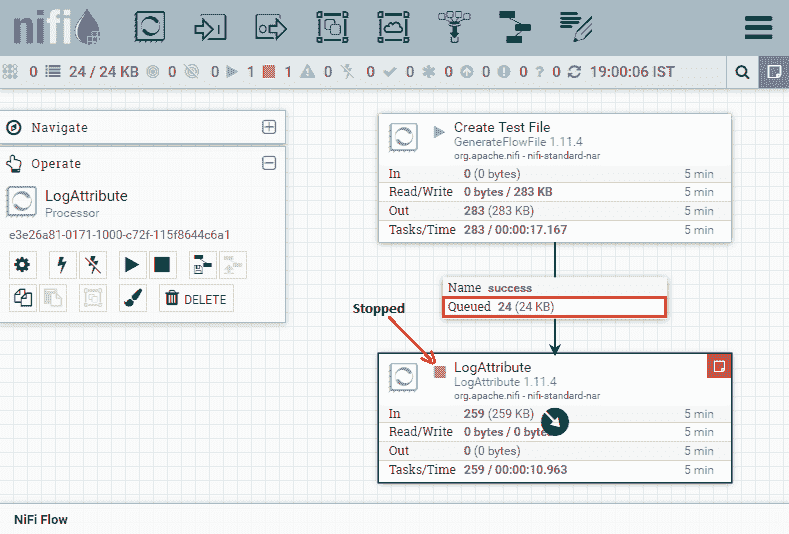 nifi
0 24 / 24 KB 0 0 1 1 0 0 0 0 0 0 0 19:00:06 IST
Navigate
Operate
LogAttribute
Processor
e3e26a81-0171-1000-c72f-115f8644c6a1
DELETE
Create Test File
GenerateFlowFile 1.11.4
org.apache.nifi - nifi-standard-nar
In 0 (0 bytes) 5 min
Read/Write 0 bytes / 283 KB 5 min
Out 283 (283 KB) 5 min
Tasks/Time 283 / 00:00:17.167 5 min
Name success
Queued 24 (24 KB)
Stopped
LogAttribute
LogAttribute 1.11.4
org.apache.nifi - nifi-standard-nar
In 259 (259 KB) 5 min
Read/Write 0 bytes / 0 bytes 5 min
Out 0 (0 bytes) 5 min
Tasks/Time 259 / 00:00:10.963 5 min
NiFi Flow